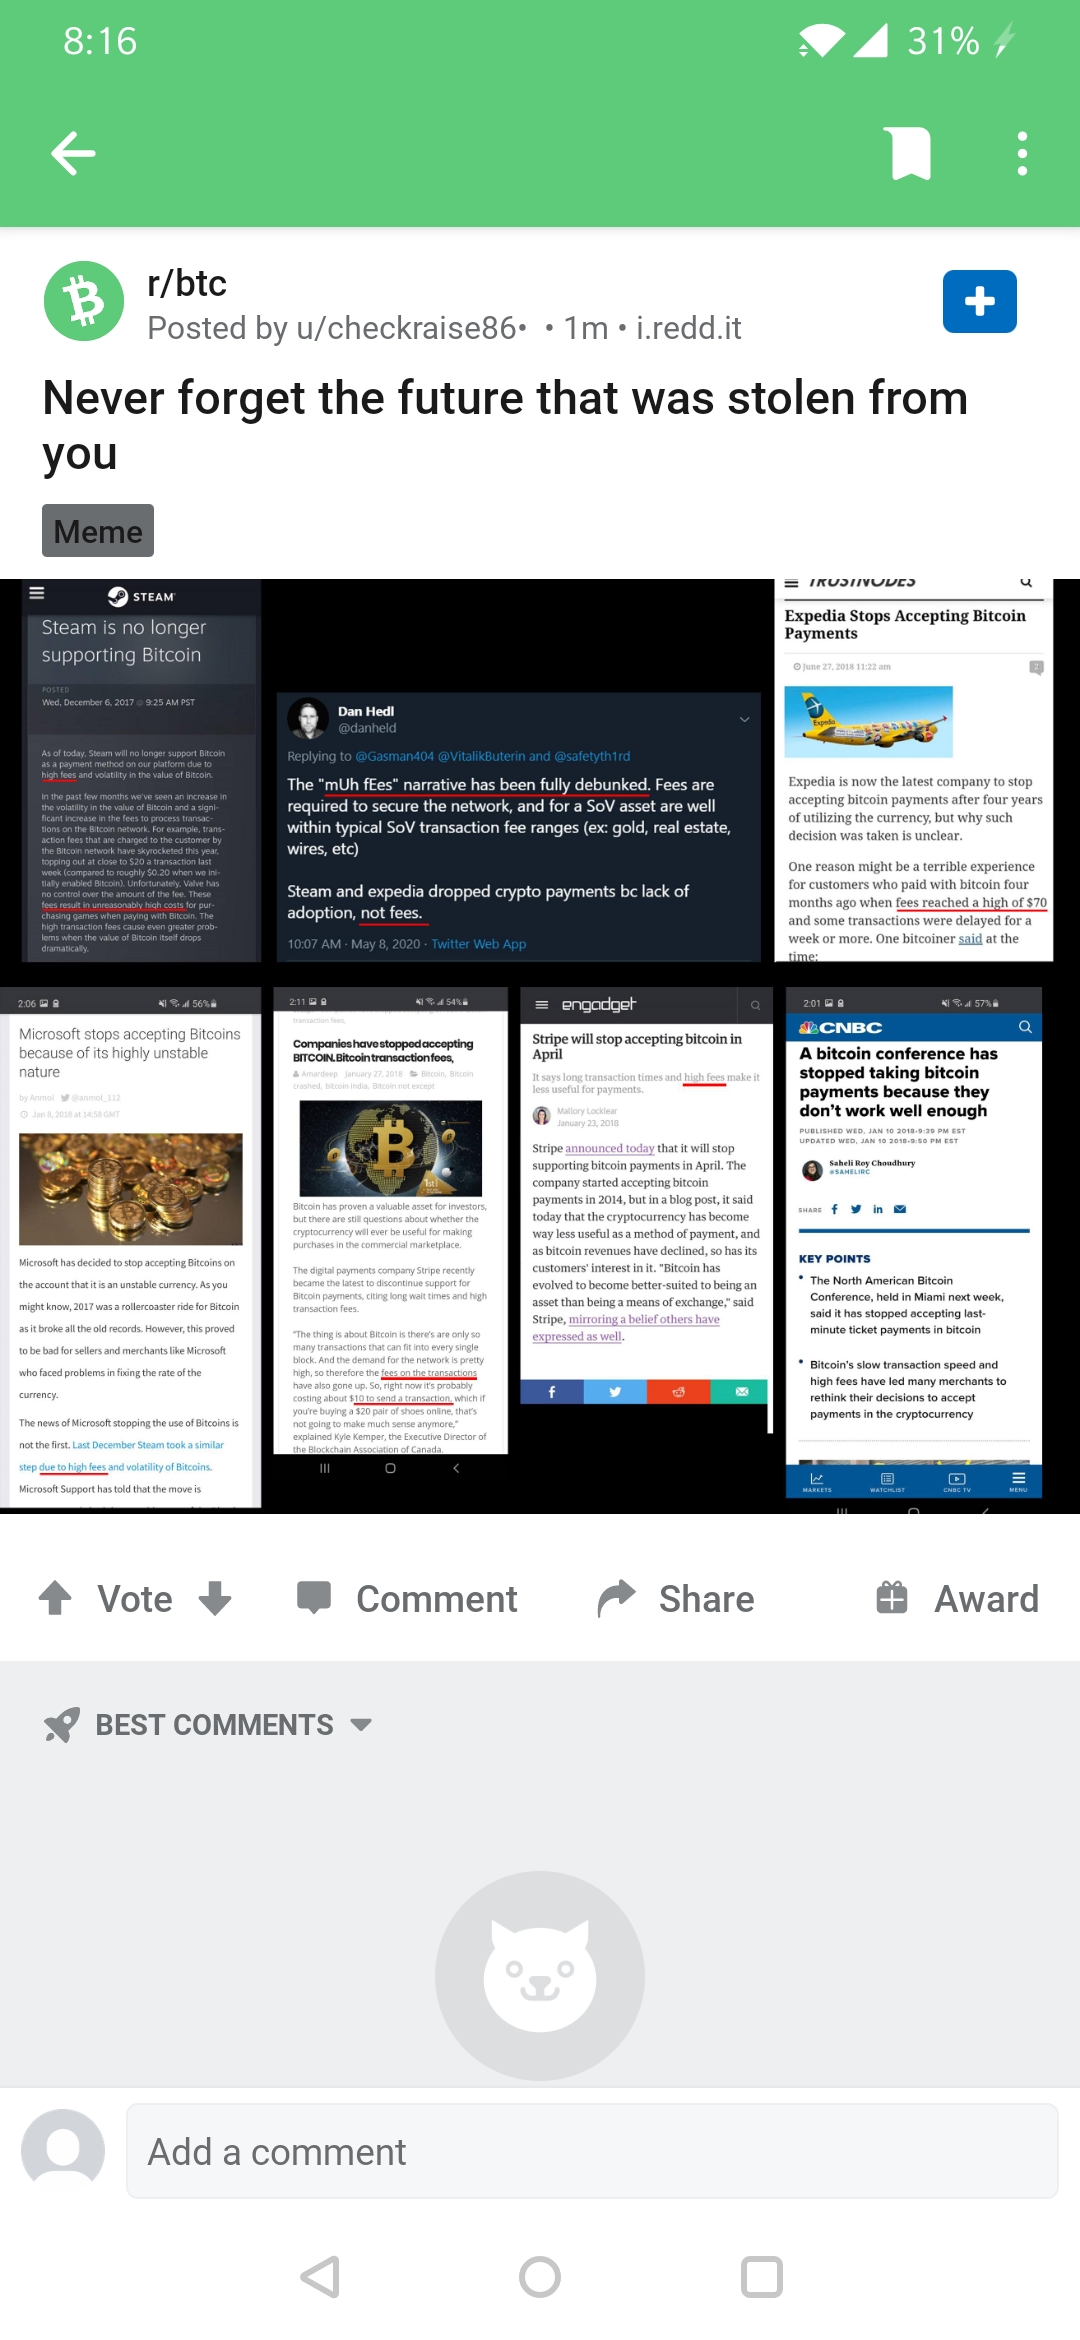 8:16
31%
r/btc
Posted by u/checkraise86• • 1m • i.redd.it
Never forget the future that was stolen from
you
Meme
STEAM
Steam is no longer
supporting Bitcoin
POSTED
Wed, December 6, 2017 @ 9:25 AM PST
As of today, Steam will no longer support Bitcoin
as a payment method on our platform due to
high fees and volatility in the value of Bitcoin.
In the past few months we've seen an increase in
the volatility in the value of Bitcoin and a signi-
ficant increase in the fees to process transac-
tions on the Bitcoin network. For example, trans-
action fees that are charged to the customer by
the Bitcoin network have skyrocketed this year,
topping out at close to $20 a transaction last
week (compared to roughly $0.20 when we ini-
tially enabled Bitcoin). Unfortunately, Valve has
no control over the amount of the fee. These
fees result in unreasonably high costs for pur-
chasing games when paying with Bitcoin. The
high transaction fees cause even greater prob-
lems when the value of Bitcoin itself drops
dramatically.
Dan Hedl
@danheld
Replying to @Gasman404 @VitalikButerin and @safetyth1rd
The "mUh fEes" narrative has been fully debunked. Fees are
required to secure the network, and for a SoV asset are well
within typical SoV transaction fee ranges (ex: gold, real estate,
wires, etc)
Steam and expedia dropped crypto payments bc lack of
adoption, not fees.
10:07 AM · May 8, 2020 · Twitter Web App
TRUSTNODES
Expedia Stops Accepting Bitcoin
Payments
June 27, 2018 11:22 am
2
Expedia
Expedia is now the latest company to stop
accepting bitcoin payments after four years
of utilizing the currency, but why such
decision was taken is unclear.
One reason might be a terrible experience
for customers who paid with bitcoin four
months ago when fees reached a high of $70
and some transactions were delayed for a
week or more. One bitcoiner said at the
time:
2:06
56%
Microsoft stops accepting Bitcoins
because of its highly unstable
nature
by Anmol @anmol_112
Jan 8, 2018 at 14:58 GMT
Microsoft has decided to stop accepting Bitcoins on
the account that it is an unstable currency. As you
might know, 2017 was a rollercoaster ride for Bitcoin
as it broke all the old records. However, this proved
to be bad for sellers and merchants like Microsoft
who faced problems in fixing the rate of the
currency.
The news of Microsoft stopping the use of Bitcoins is
not the first. Last December Steam took a similar
step due to high fees and volatility of Bitcoins.
Microsoft Support has told that the move is
2:11
54%
transaction fees,
Companies have stopped accepting
BITCOIN. Bitcoin transaction fees,
Amardeep January 27, 2018 Bitcoin, Bitcoin
crashed, bitcoin india, Bitcoin not except
1st!
Bitcoin has proven a valuable asset for investors,
but there are still questions about whether the
cryptocurrency will ever be useful for making
purchases in the commercial marketplace.
The digital payments company Stripe recently
became the latest to discontinue support for
Bitcoin payments, citing long wait times and high
transaction fees.
"The thing is about Bitcoin is there's are only so
many transactions that can fit into every single
block. And the demand for the network is pretty
high, so therefore the fees on the transactions
have also gone up. So, right now it's probably
costing about $10 to send a transaction, which if
you're buying a $20 pair of shoes online, that's
not going to make much sense anymore,"
explained Kyle Kemper, the Executive Director of
the Blockchain Association of Canada.
engadget
Stripe will stop accepting bitcoin in
April
It says long transaction times and high fees make it
less useful for payments.
Mallory Locklear
January 23, 2018
Stripe announced today that it will stop
supporting bitcoin payments in April. The
company started accepting bitcoin
payments in 2014, but in a blog post, it said
today that the cryptocurrency has become
way less useful as a method of payment, and
as bitcoin revenues have declined, so has its
customers' interest in it. "Bitcoin has
evolved to become better-suited to being an
asset than being a means of exchange," said
Stripe, mirroring a belief others have
expressed as well.
2:01
57%
CNBC
A bitcoin conference has
stopped taking bitcoin
payments because they
don't work well enough
PUBLISHED WED, JAN 10 2018•9:39 PM EST
UPDATED WED, JAN 10 2018•9:50 PM EST
Saheli Roy Choudhury
@SAHELIRC
SHARE
KEY POINTS
• The North American Bitcoin
Conference, held in Miami next week,
said it has stopped accepting last-
minute ticket payments in bitcoin
• Bitcoin's slow transaction speed and
high fees have led many merchants to
rethink their decisions to accept
payments in the cryptocurrency
MARKETS
WATCHLIST
CNBC TV
MENU
Vote
Comment
Share
Award
BEST COMMENTS
Add a comment